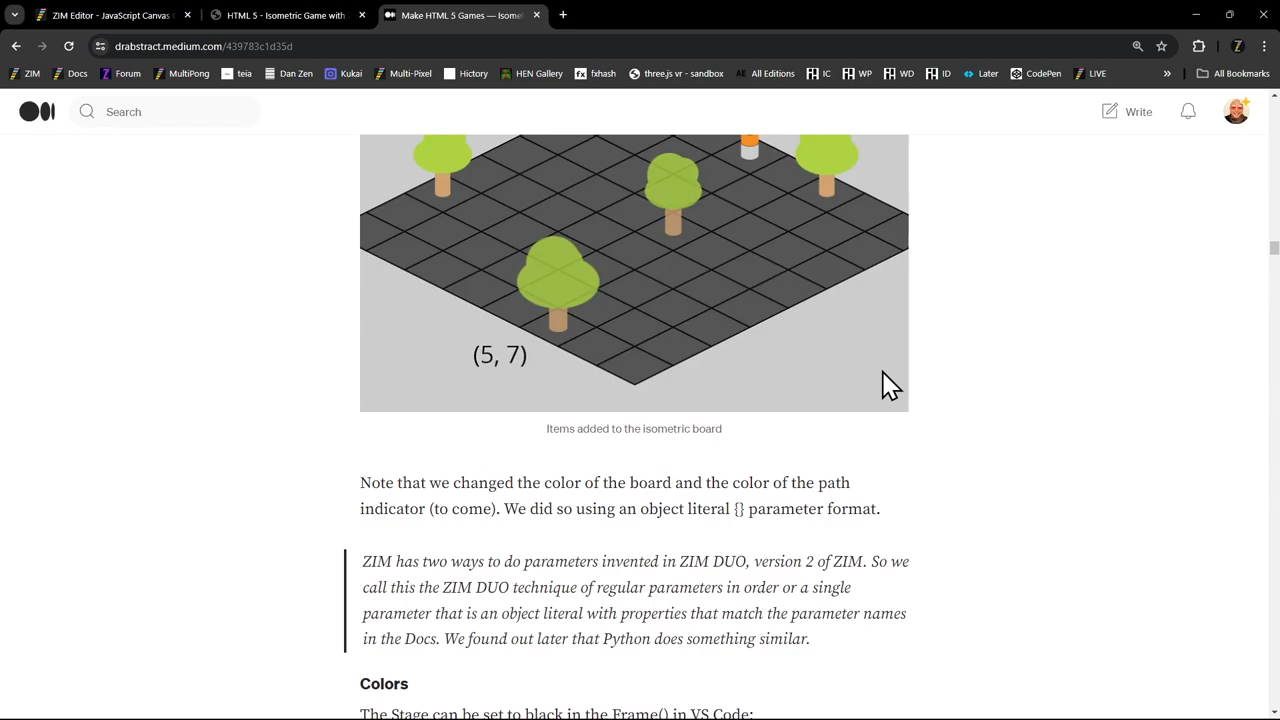 ZIM Editor - JavaScript Canvas
HTML 5 - Isometric Game with
Make HTML 5 Games — Isomet
drabstract.medium.com/439783c1d35d
ZIM
Docs
Forum
MultiPong
teia
Dan Zen
Kukai
Multi-Pixel
Hictory
HEN Gallery
fxhash
three.js vr - sandbox
All Editions
IC
WP
WD
ID
Later
CodePen
LIVE
All Bookmarks
Search
Write
(5, 7)
Items added to the isometric board
Note that we changed the color of the board and the color of the path
indicator (to come). We did so using an object literal {} parameter format.
ZIM has two ways to do parameters invented in ZIM DUO, version 2 of ZIM. So we
call this the ZIM DUO technique of regular parameters in order or a single
parameter that is an object literal with properties that match the parameter names
in the Docs. We found out later that Python does something similar.
Colors
The Stage can be set to black in the Frame() in VS Code: